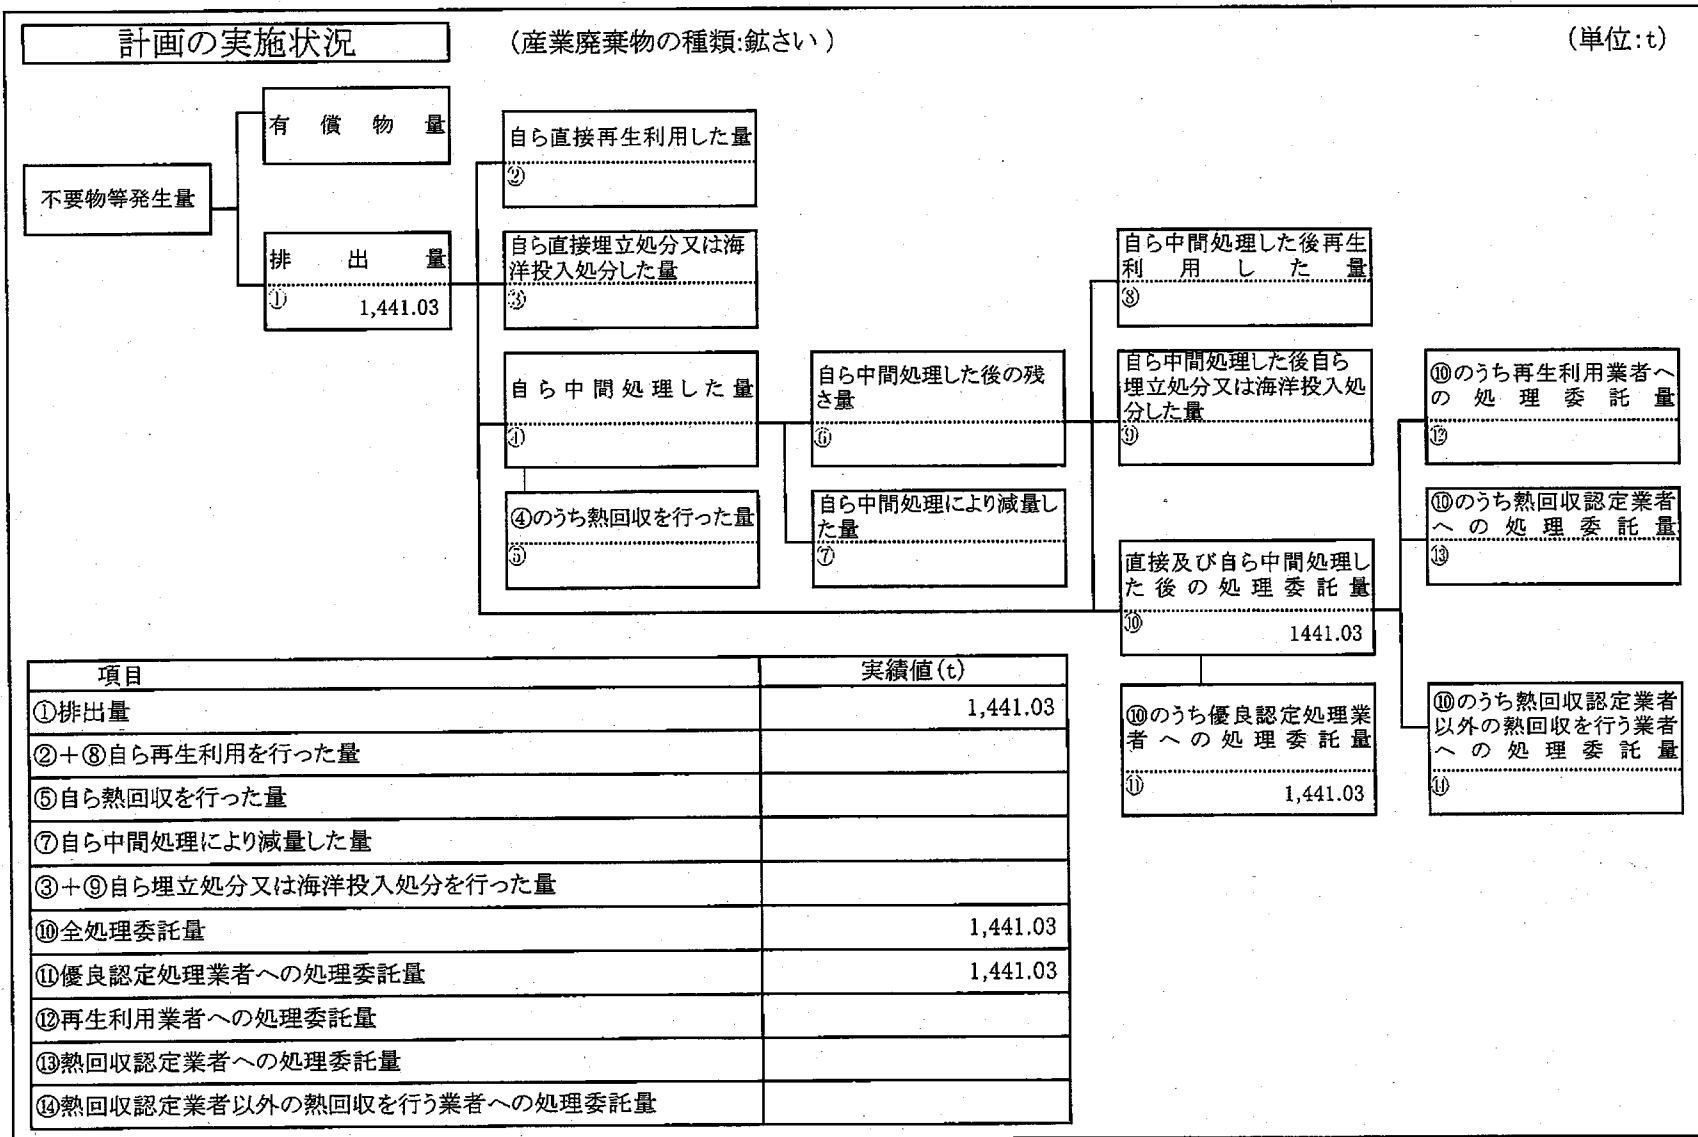 計画の実施状況
(産業廃棄物の種類:鉱さい)
(単位:t)
不要物等発生量
有償物量
排出量
① 1,441.03
自ら直接再生利用した量
②
自ら直接埋立処分又は海
洋投入処分した量
③
自ら中間処理した量
④
④のうち熱回収を行った量
⑤
自ら中間処理した後の残
さ量
⑥
自ら中間処理により減量し
た量
⑦
自ら中間処理した後再生
利用した量
⑧
自ら中間処理した後自ら
埋立処分又は海洋投入処
分した量
⑨
直接及び自ら中間処理し
た後の処理委託量
⑩ 1441.03
⑩のうち優良認定処理業
者への処理委託量
⑪ 1,441.03
⑩のうち再生利用業者へ
の処理委託量
⑫
⑩のうち熱回収認定業者
への処理委託量
⑬
⑩のうち熱回収認定業者
以外の熱回収を行う業者
への処理委託量
⑭
項目 実績値(t)
①排出量 1,441.03
②+⑧自ら再生利用を行った量
⑤自ら熱回収を行った量
⑦自ら中間処理により減量した量
③+⑨自ら埋立処分又は海洋投入処分を行った量
⑩全処理委託量 1,441.03
⑪優良認定処理業者への処理委託量 1,441.03
⑫再生利用業者への処理委託量
⑬熱回収認定業者への処理委託量
⑭熱回収認定業者以外の熱回収を行う業者への処理委託量